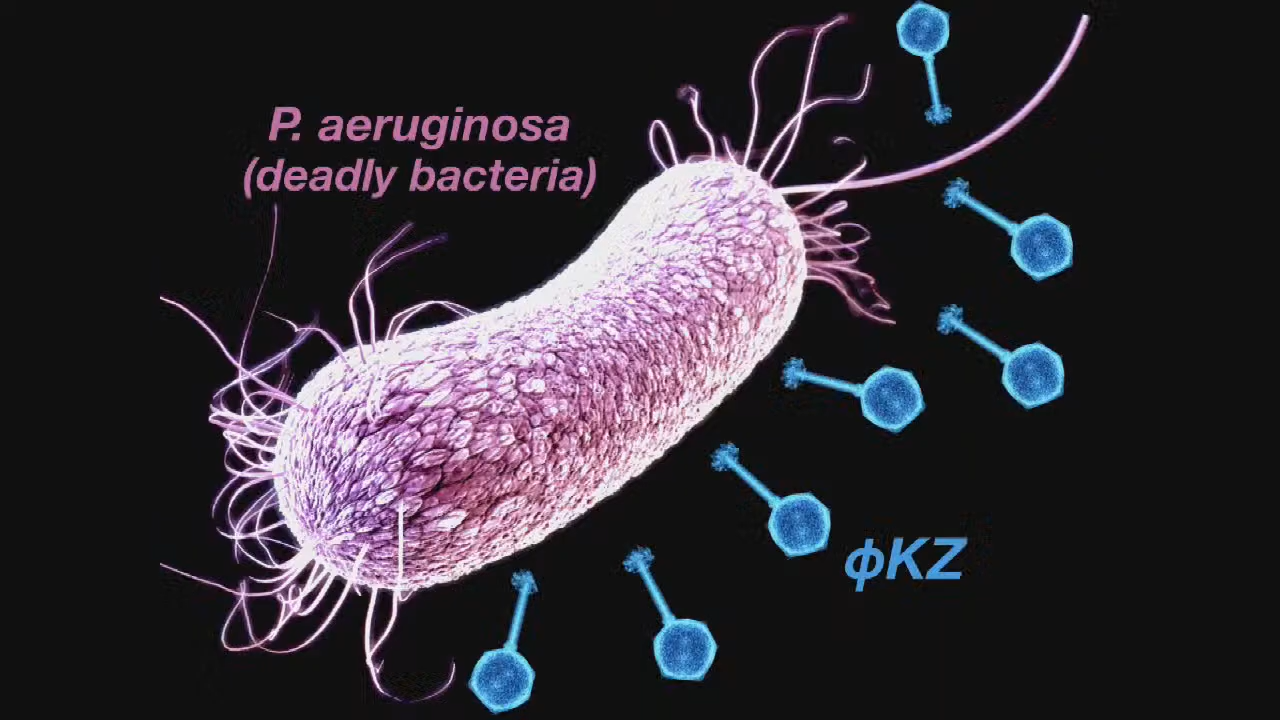 P. aeruginosa
(deadly bacteria)
ϕKZ